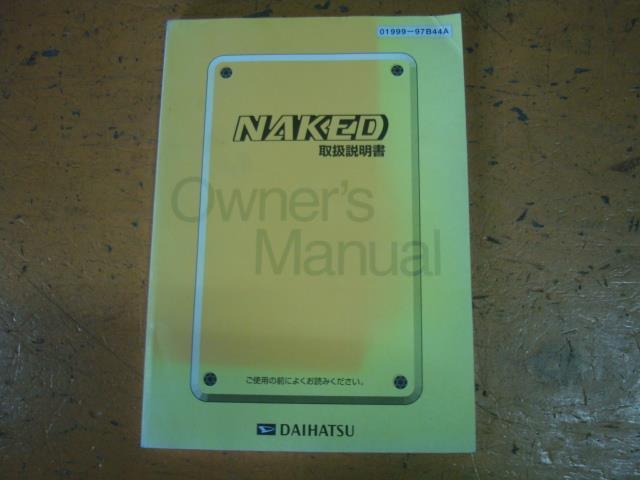 01999-97B44A
NAKED
取扱説明書
Owner's
Manual
ご使用の前によくお読みください。
DAIHATSU